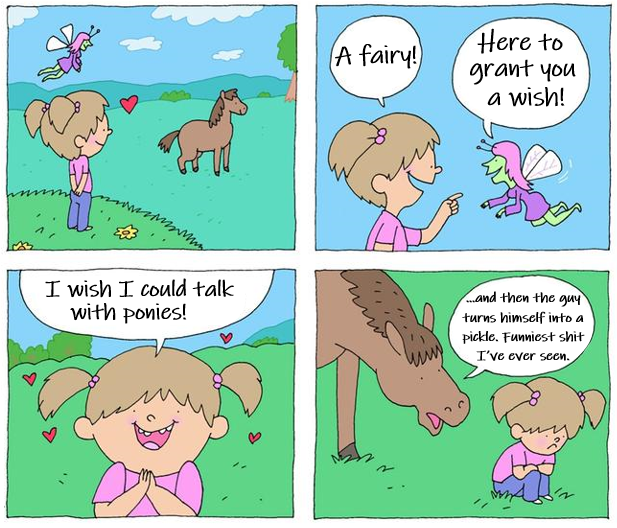 A fairy!
Here to
grant you
a wish!
I wish I could talk
with ponies!
...and then the guy
turns himself into a
pickle. Funniest shit
I've ever seen.